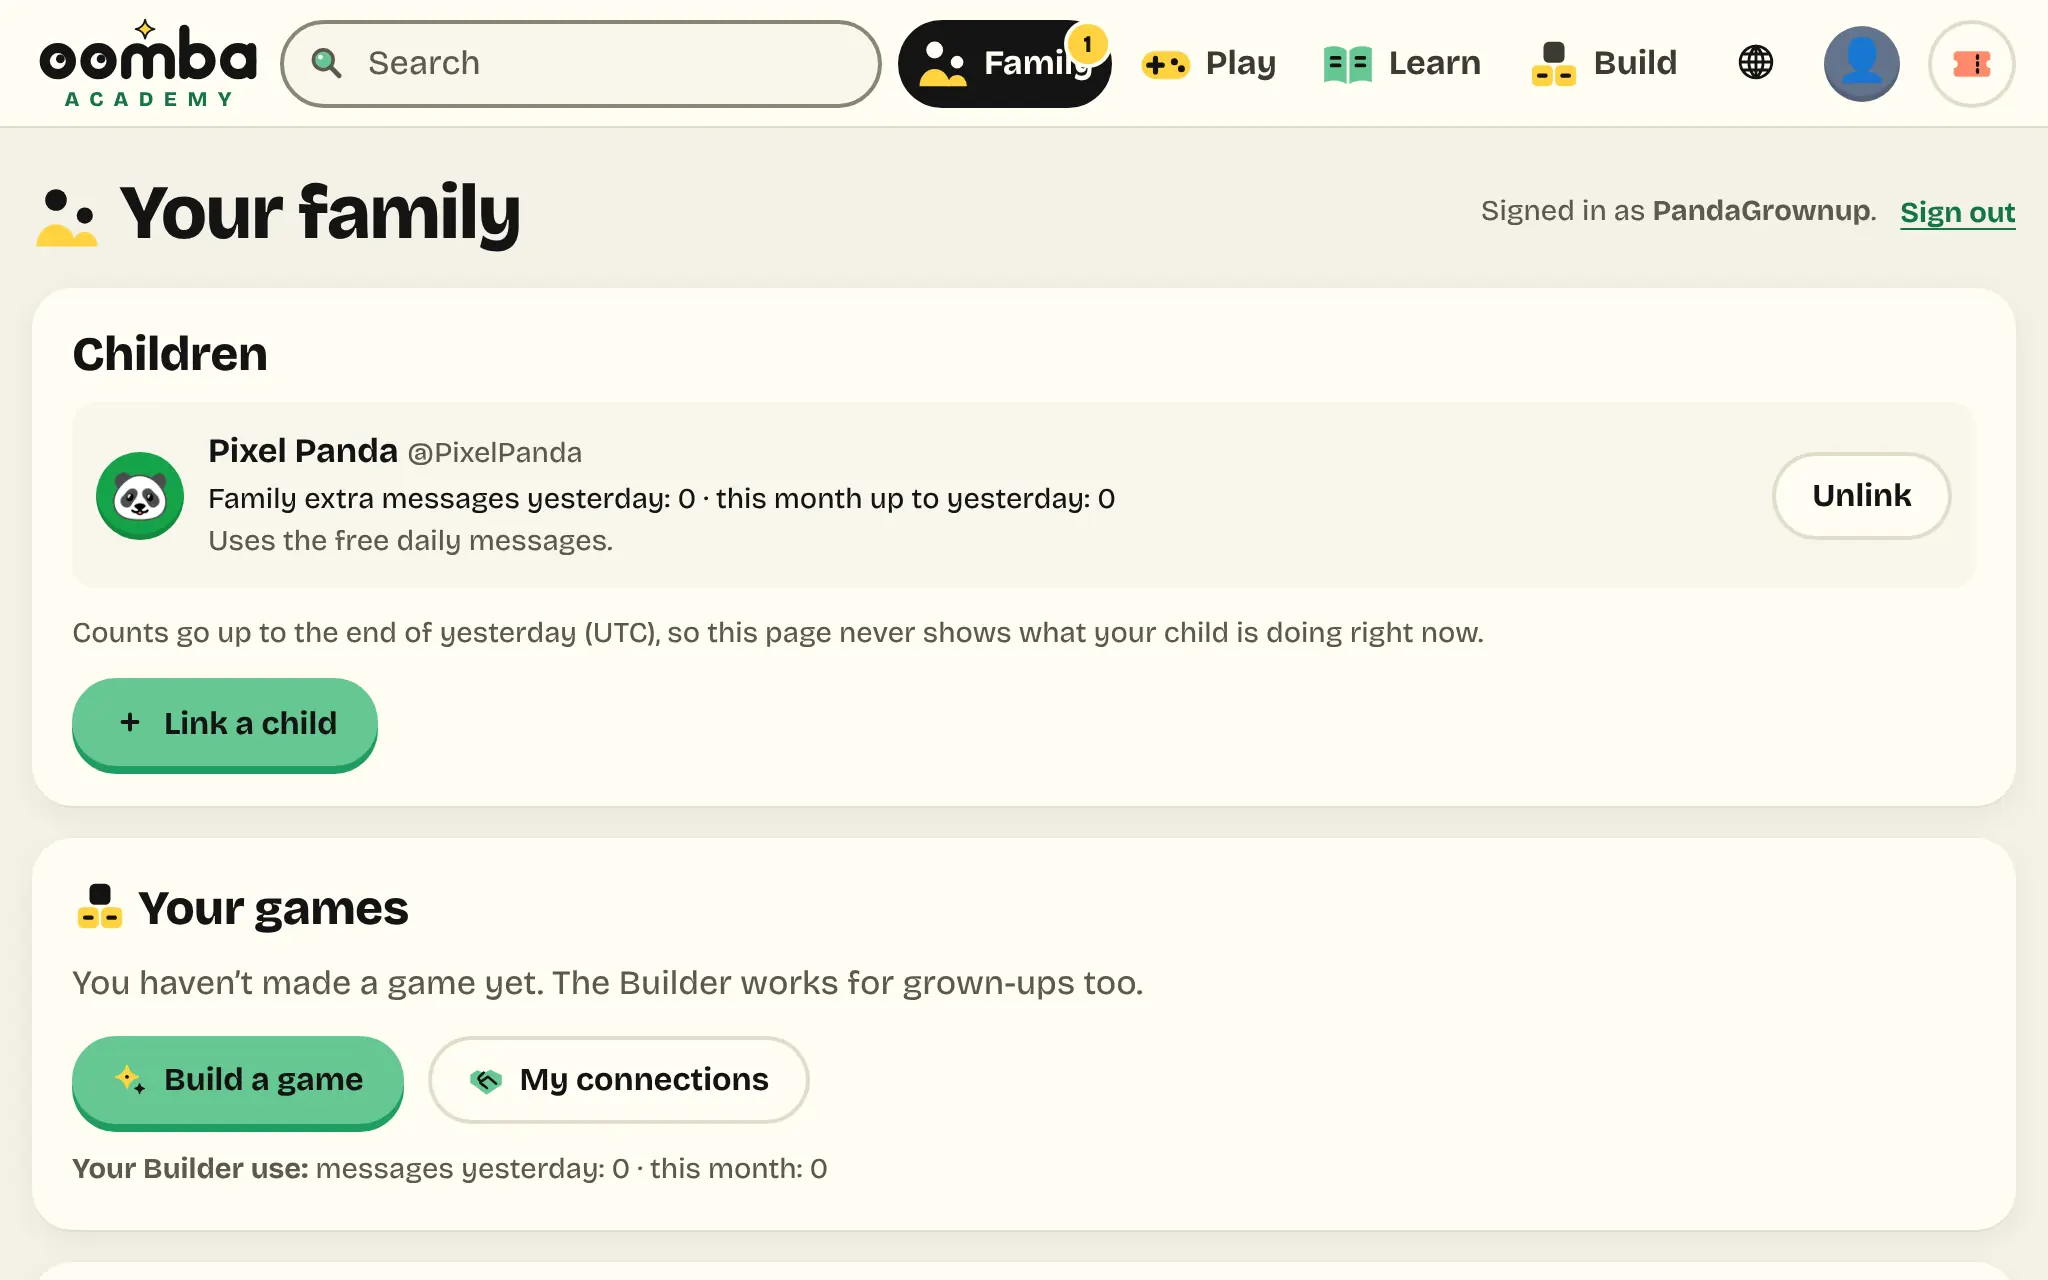 oomba
ACADEMY
Search
Family
1
Play
Learn
Build
Your family
Signed in as PandaGrownup.
Sign out
Children
Pixel Panda @PixelPanda
Family extra messages yesterday: 0 · this month up to yesterday: 0
Uses the free daily messages.
Unlink
Counts go up to the end of yesterday (UTC), so this page never shows what your child is doing right now.
+ Link a child
Your games
You haven’t made a game yet. The Builder works for grown-ups too.
Build a game
My connections
Your Builder use: messages yesterday: 0 · this month: 0